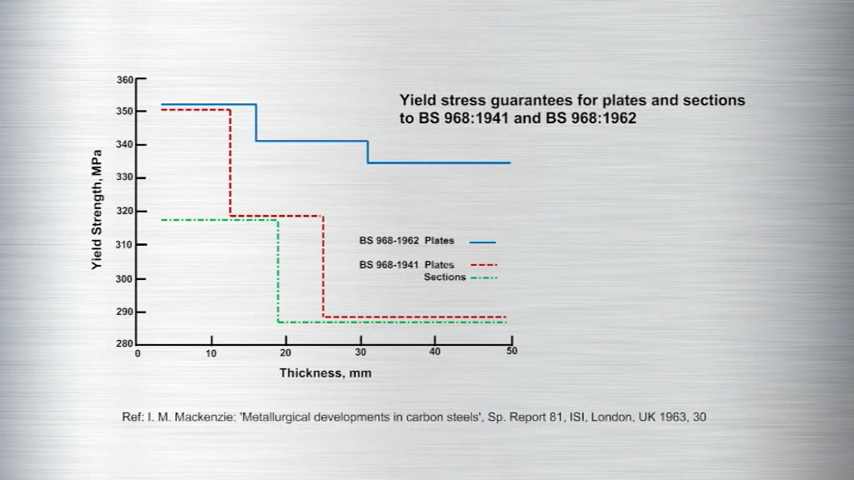 Yield stress guarantees for plates and sections
to BS 968:1941 and BS 968:1962
Yield Strength, MPa
360
350
340
330
320
310
300
290
280
BS 968-1962 Plates
BS 968-1941 Plates
Sections
0 10 20 30 40 50
Thickness, mm
Ref: I. M. Mackenzie: 'Metallurgical developments in carbon steels', Sp. Report 81, ISI, London, UK 1963, 30